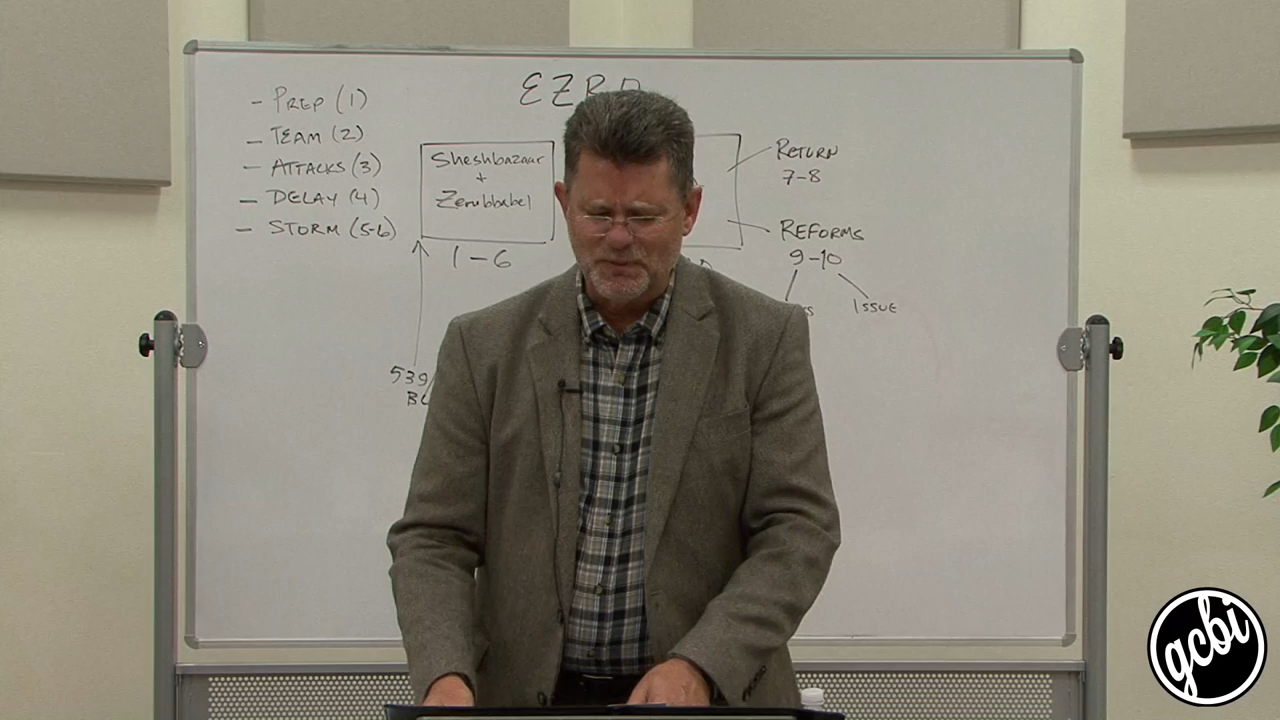 EZRA
- PREP (1)
- TEAM (2)
- ATTACKS (3)
- DELAY (4)
- STORM (5-6)
Sheshbazaar
+
Zerubbabel
1-6
539
RETURN
7-8
REFORMS
9-10
ISSUE
gcbi